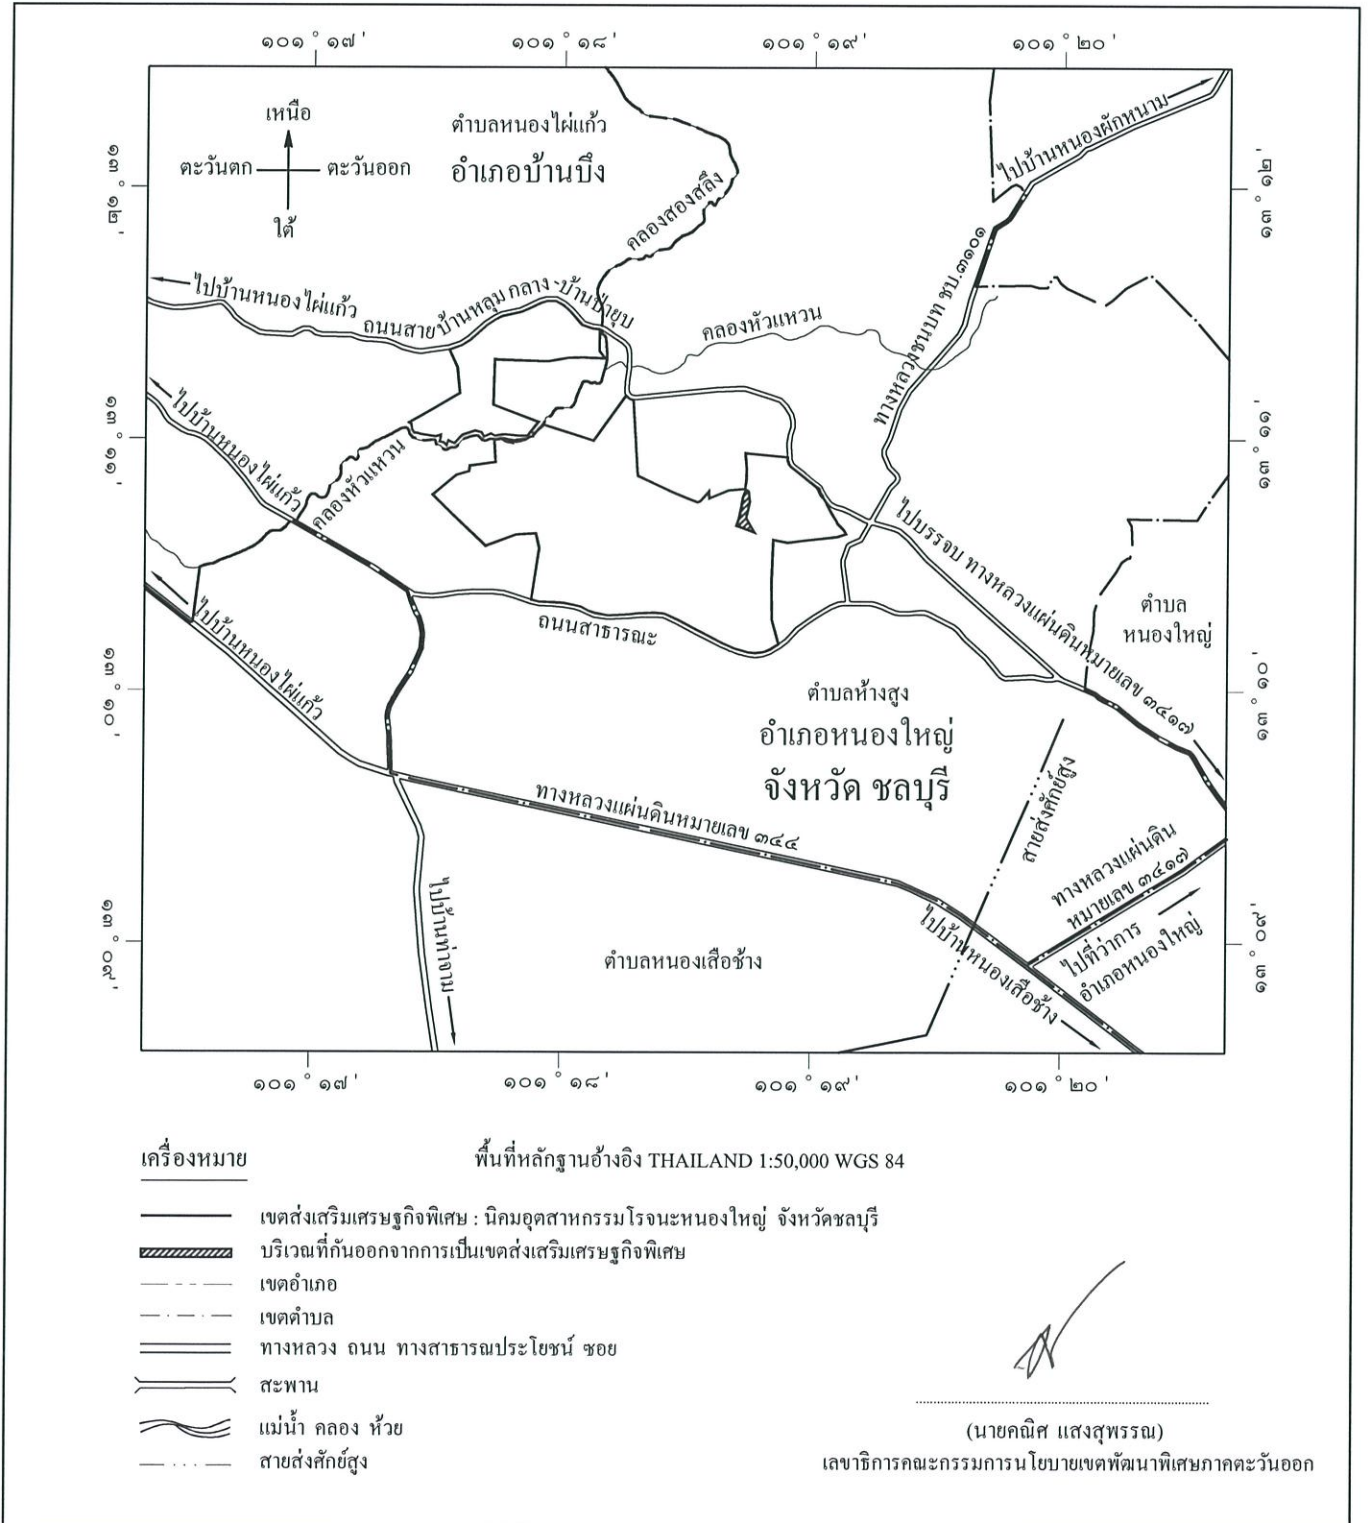 ๑๐๑ ° ๑๗ '
๑๐๑ ° ๑๘ '
๑๐๑ ° ๑๙ '
๑๐๑ ° ๒๐ '
เหนือ
ตะวันตก
ตะวันออก
ใต้
ตำบลหนองไผ่แก้ว
อำเภอบ้านบึง
คลองสองสลึง
ไปบ้านหนองผักหนาม
๑๓ ° ๑๒ '
๑๓ ° ๑๒ '
ไปบ้านหนองไผ่แก้ว
ถนนสายบ้านหลุม กลาง -บ้านป่ายุบ
คลองหัวแหวน
ทางหลวงชนบท ชบ.๓๑๐๑
๑๓ ° ๑๑ '
๑๓ ° ๑๑ '
ไปบ้านหนองไผ่แก้ว
คลองหัวแหวน
ไปบรรจบ ทางหลวงแผ่นดินหมายเลข ๓๔๑๗
ไปบ้านหนองไผ่แก้ว
ถนนสาธารณะ
ตำบล
หนองใหญ่
๑๓ ° ๑๐ '
๑๓ ° ๑๐ '
ตำบลห้างสูง
อำเภอหนองใหญ่
จังหวัด ชลบุรี
ทางหลวงแผ่นดินหมายเลข ๓๔๔
สายส่งศักย์สูง
ทางหลวงแผ่นดิน
หมายเลข ๓๔๑๗
ไปที่ว่าการ
อำเภอหนองใหญ่
ไปบ้านหนองเสือช้าง
ตำบลหนองเสือช้าง
๑๓ ° ๐๙ '
๑๓ ° ๐๙ '
๑๐๑ ° ๑๗ '
๑๐๑ ° ๑๘ '
๑๐๑ ° ๑๙ '
๑๐๑ ° ๒๐ '
เครื่องหมาย
พื้นที่หลักฐานอ้างอิง THAILAND 1:50,000 WGS 84
เขตส่งเสริมเศรษฐกิจพิเศษ : นิคมอุตสาหกรรมโรจนะหนองใหญ่ จังหวัดชลบุรี
บริเวณที่กันออกจากการเป็นเขตส่งเสริมเศรษฐกิจพิเศษ
เขตอำเภอ
เขตตำบล
ทางหลวง ถนน ทางสาธารณประโยชน์ ซอย
สะพาน
แม่น้ำ คลอง ห้วย
สายส่งศักย์สูง
(นายคณิศ แสงสุพรรณ)
เลขาธิการคณะกรรมการนโยบายเขตพัฒนาพิเศษภาคตะวันออก